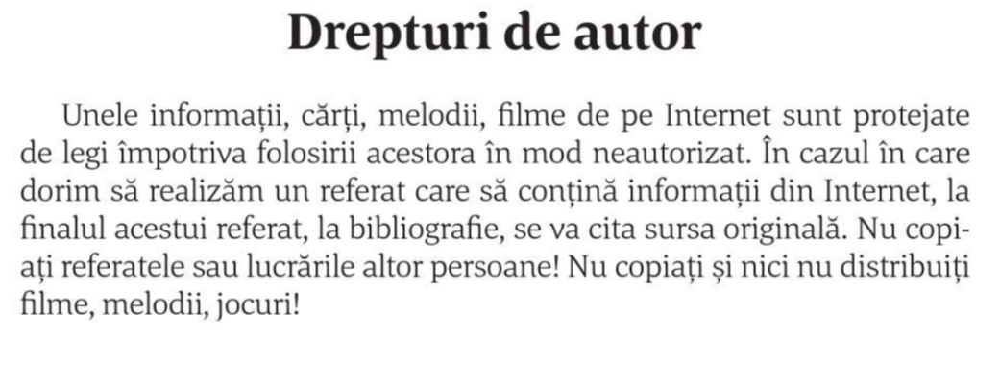 Drepturi de autor
Unele informații, cărți, melodii, filme de pe Internet sunt protejate
de legi împotriva folosirii acestora în mod neautorizat. În cazul în care
dorim să realizăm un referat care să conțină informații din Internet, la
finalul acestui referat, la bibliografie, se va cita sursa originală. Nu copi-
ați referatele sau lucrările altor persoane! Nu copiați și nici nu distribuiți
filme, melodii, jocuri!